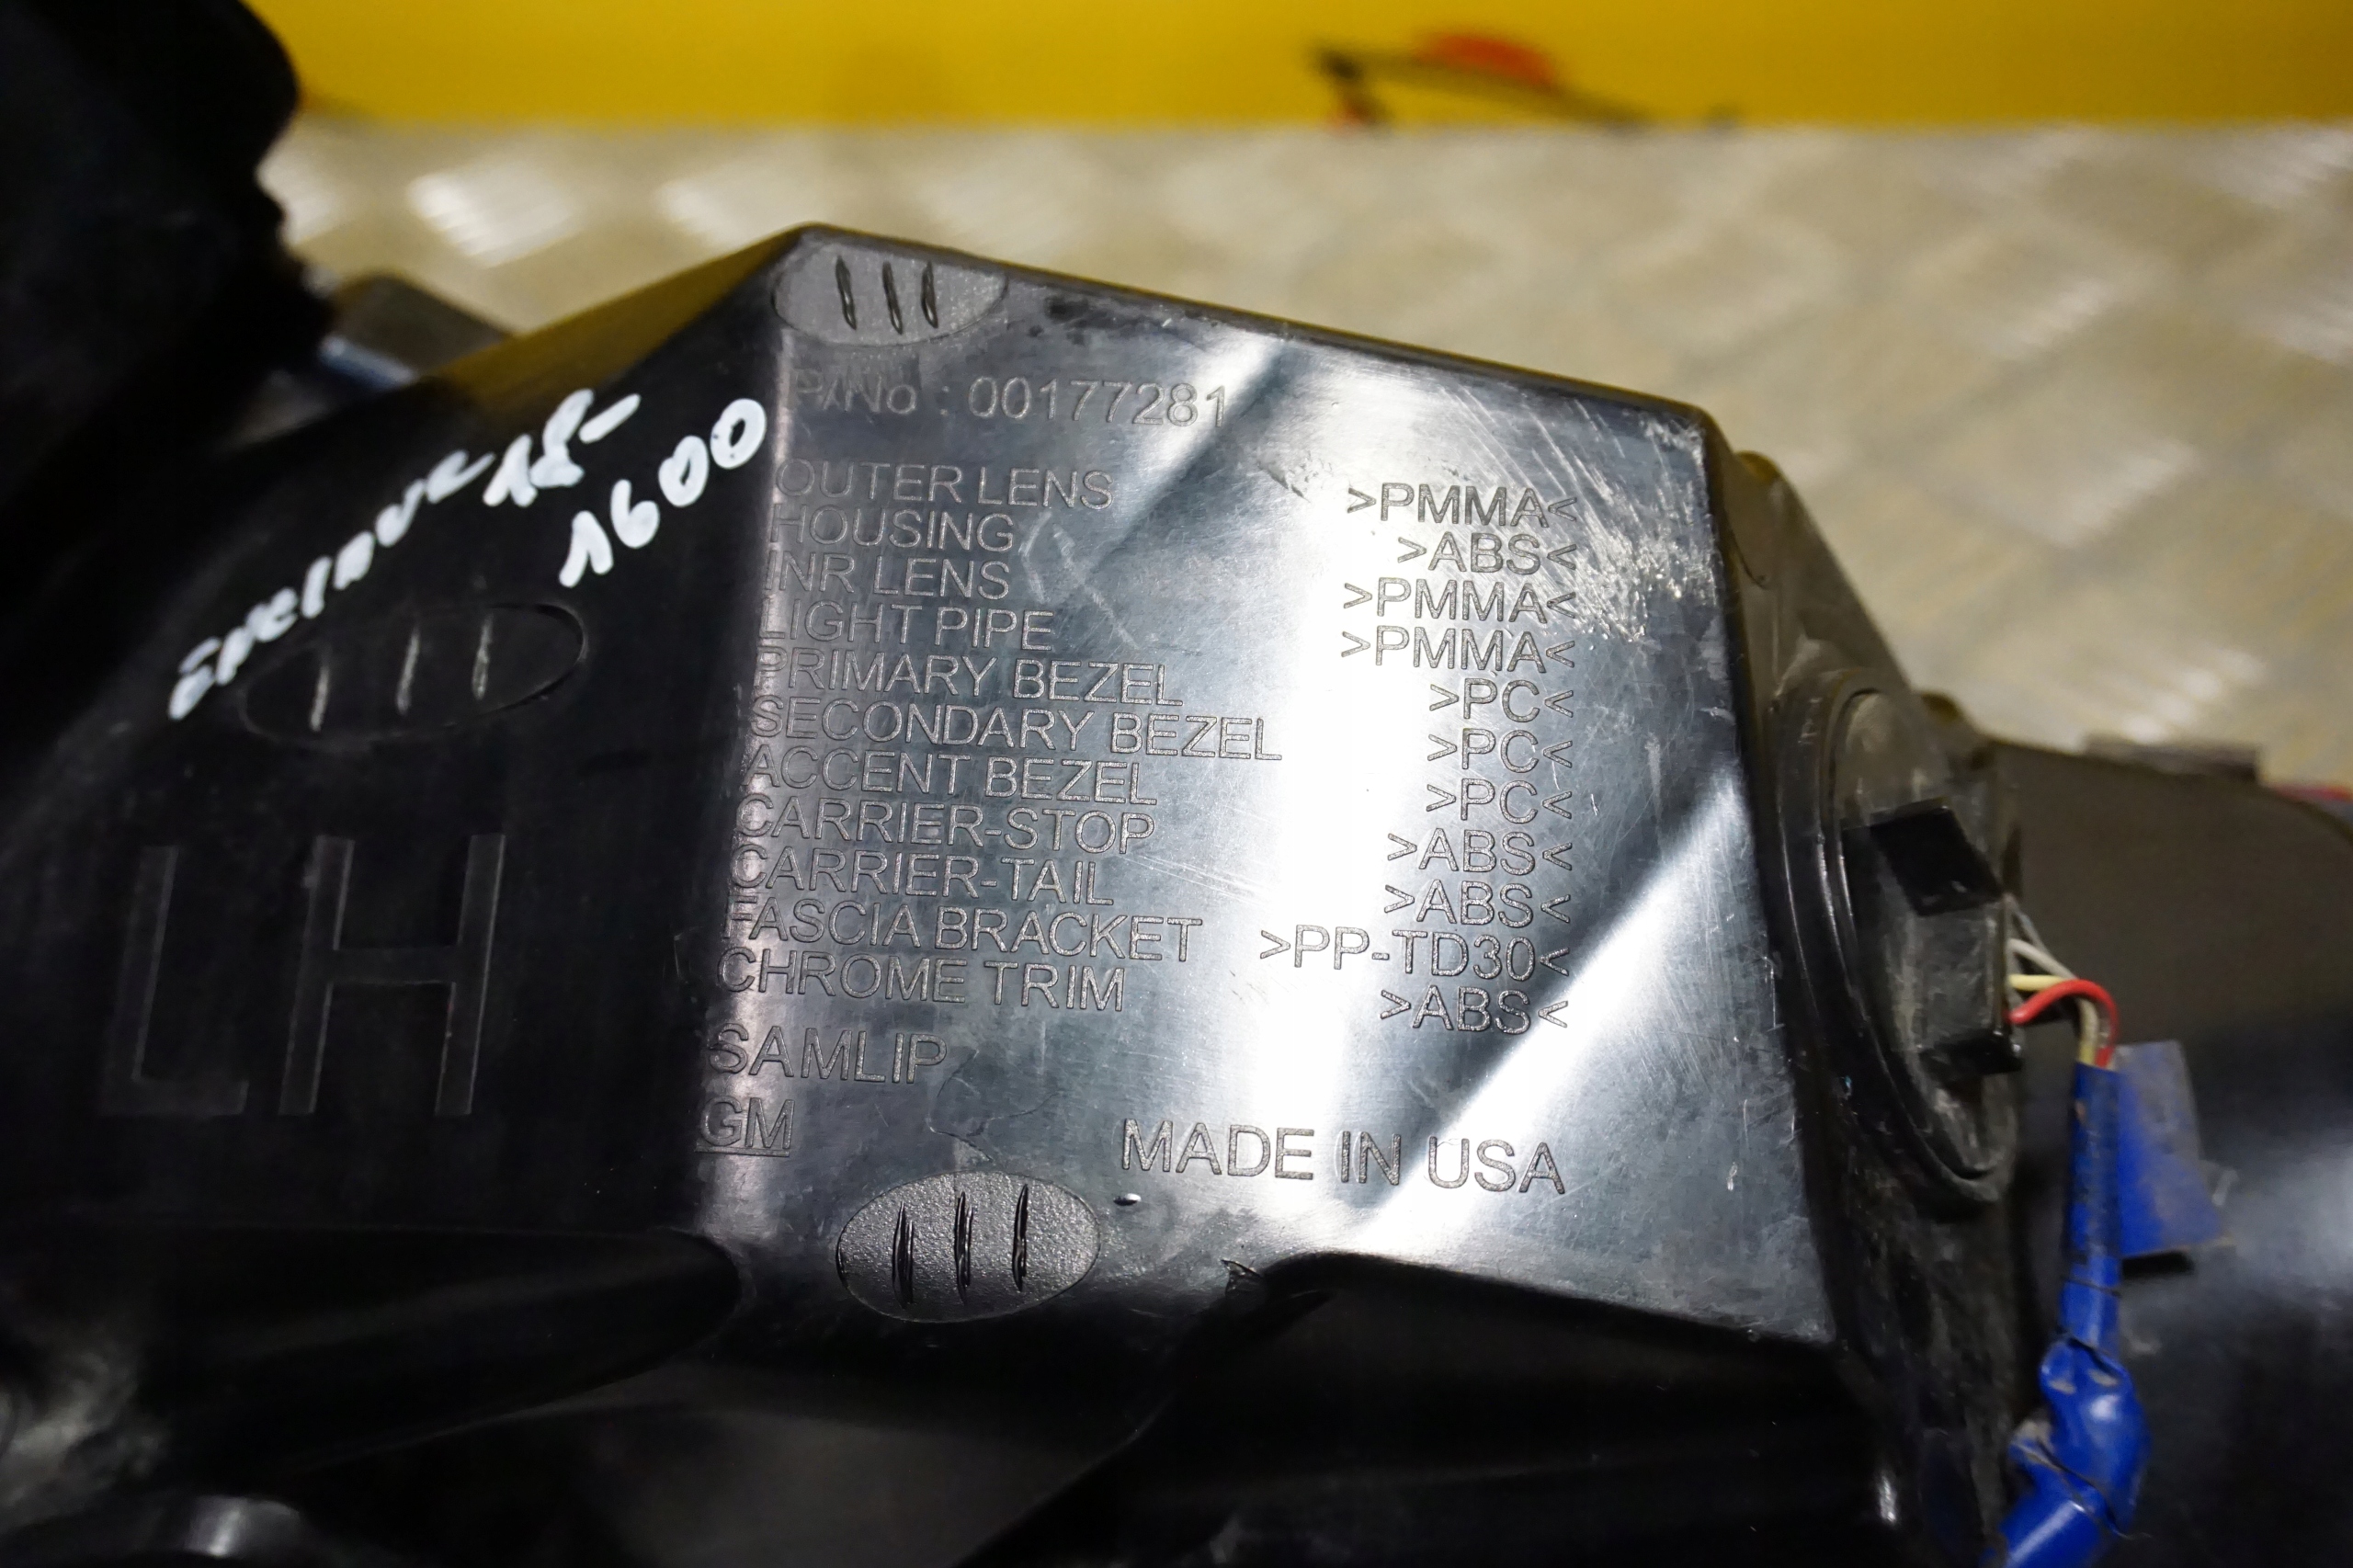 P/No : 00177281
OUTER LENS >PMMA<
HOUSING >ABS<
INR LENS >PMMA<
LIGHT PIPE >PMMA<
PRIMARY BEZEL >PC<
SECONDARY BEZEL >PC<
ACCENT BEZEL >PC<
CARRIER-STOP >ABS<
CARRIER-TAIL >ABS<
FASCIA BRACKET >PP-TD30<
CHROME TRIM >ABS<
SAMLIP
GM
MADE IN USA
18-
1600
LH